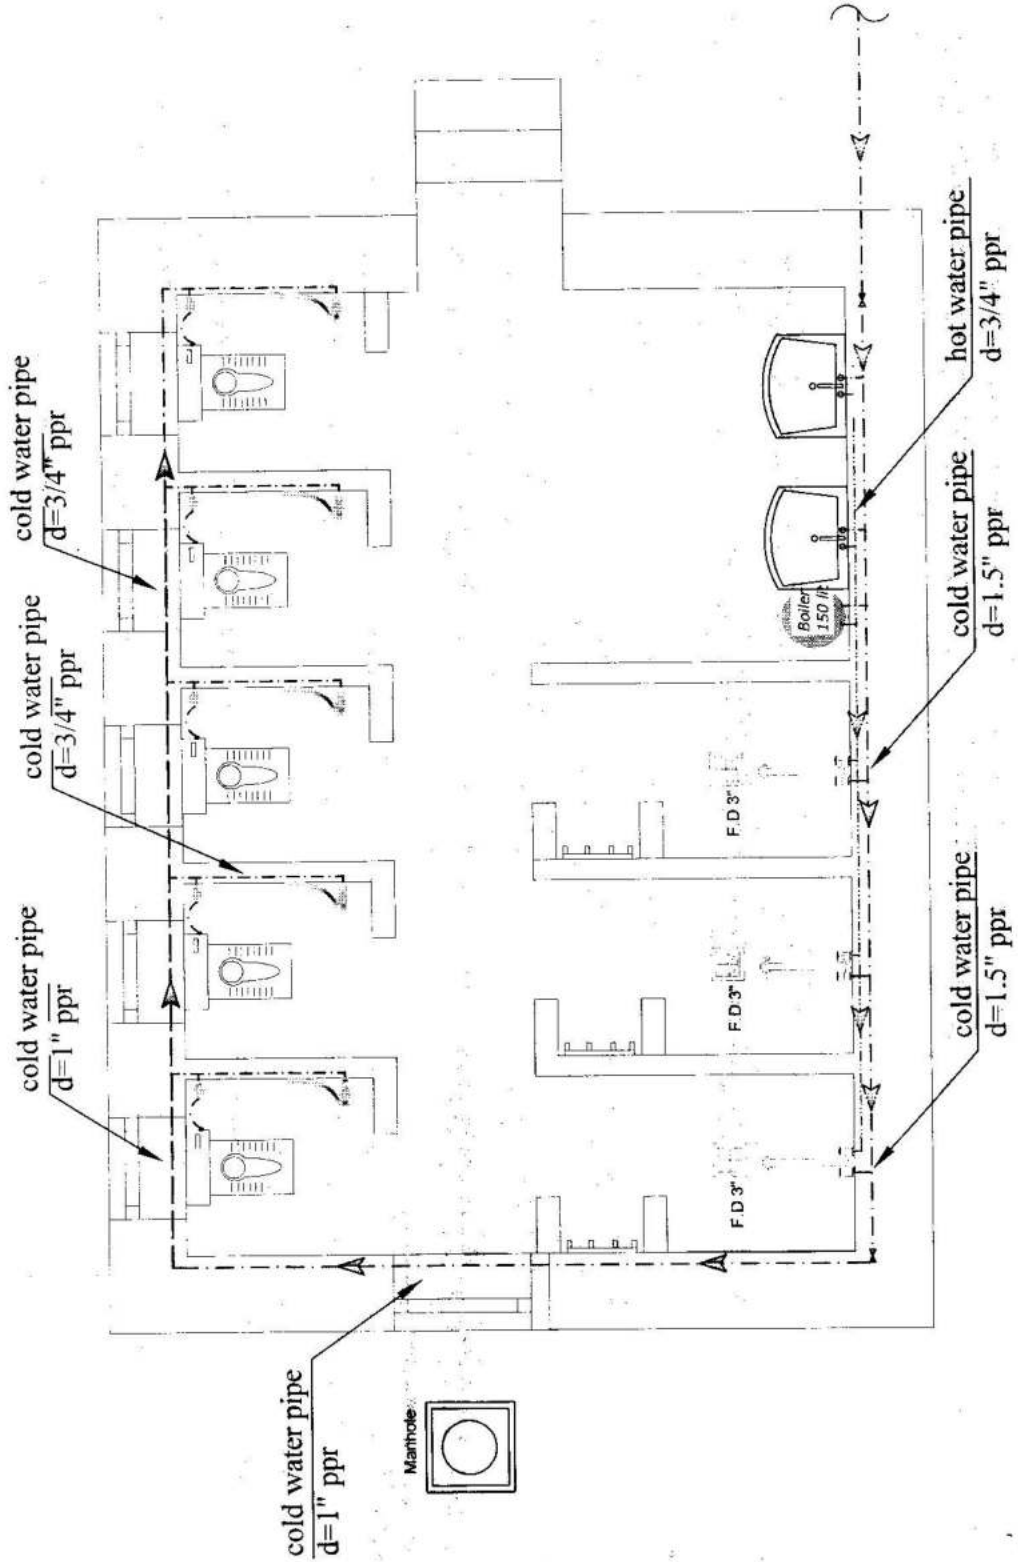 cold water pipe
d=1" ppr
cold water pipe
d=1" ppr
cold water pipe
d=3/4" ppr
cold water pipe
d=3/4" ppr
Manhole
F.D 3"
F.D 3"
F.D 3"
Boiler
150 lit
cold water pipe
d=1.5" ppr
cold water pipe
d=1.5" ppr
hot water pipe
d=3/4" ppr